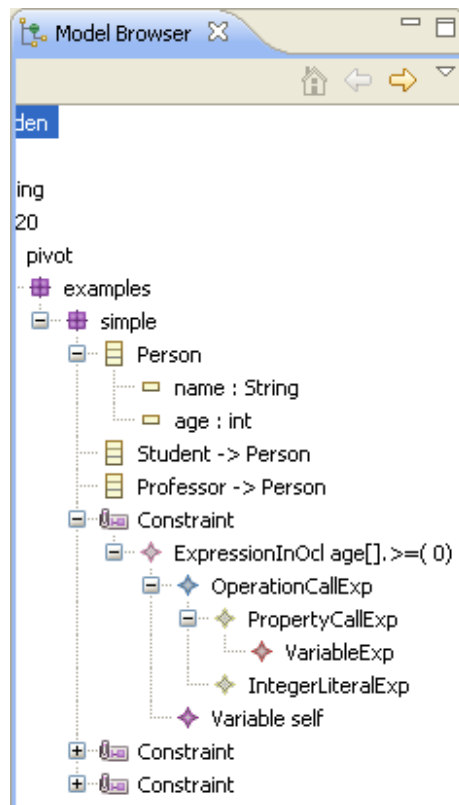 Model Browser
den
ing
20
pivot
examples
simple
Person
name : String
age : int
Student -> Person
Professor -> Person
Constraint
ExpressionInOcl age[].>=( 0)
OperationCallExp
PropertyCallExp
VariableExp
IntegerLiteralExp
Variable self
Constraint
Constraint